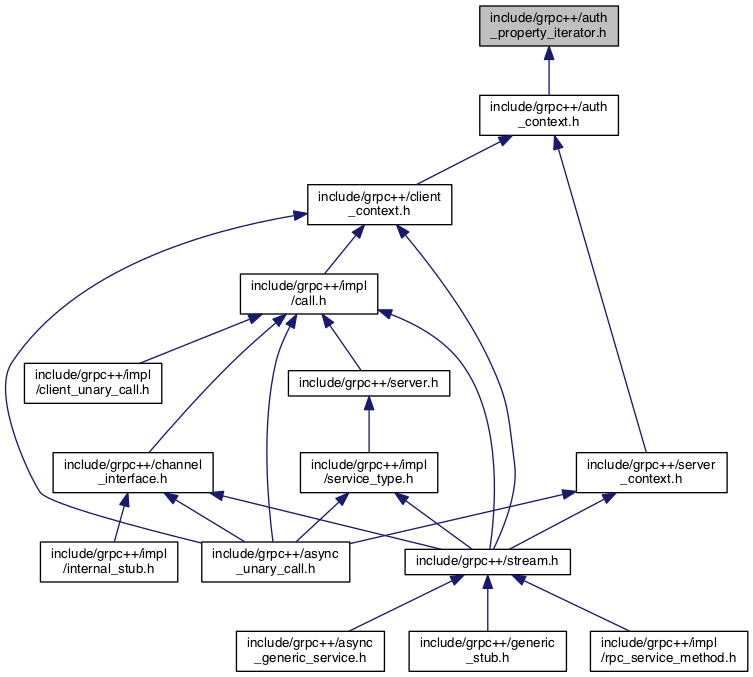 include/grpc++/auth
_property_iterator.h
include/grpc++/auth
_context.h
include/grpc++/client
_context.h
include/grpc++/impl
/call.h
include/grpc++/impl
/client_unary_call.h
include/grpc++/server.h
include/grpc++/channel
_interface.h
include/grpc++/impl
/service_type.h
include/grpc++/server
_context.h
include/grpc++/impl
/internal_stub.h
include/grpc++/async
_unary_call.h
include/grpc++/stream.h
include/grpc++/async
_generic_service.h
include/grpc++/generic
_stub.h
include/grpc++/impl
/rpc_service_method.h